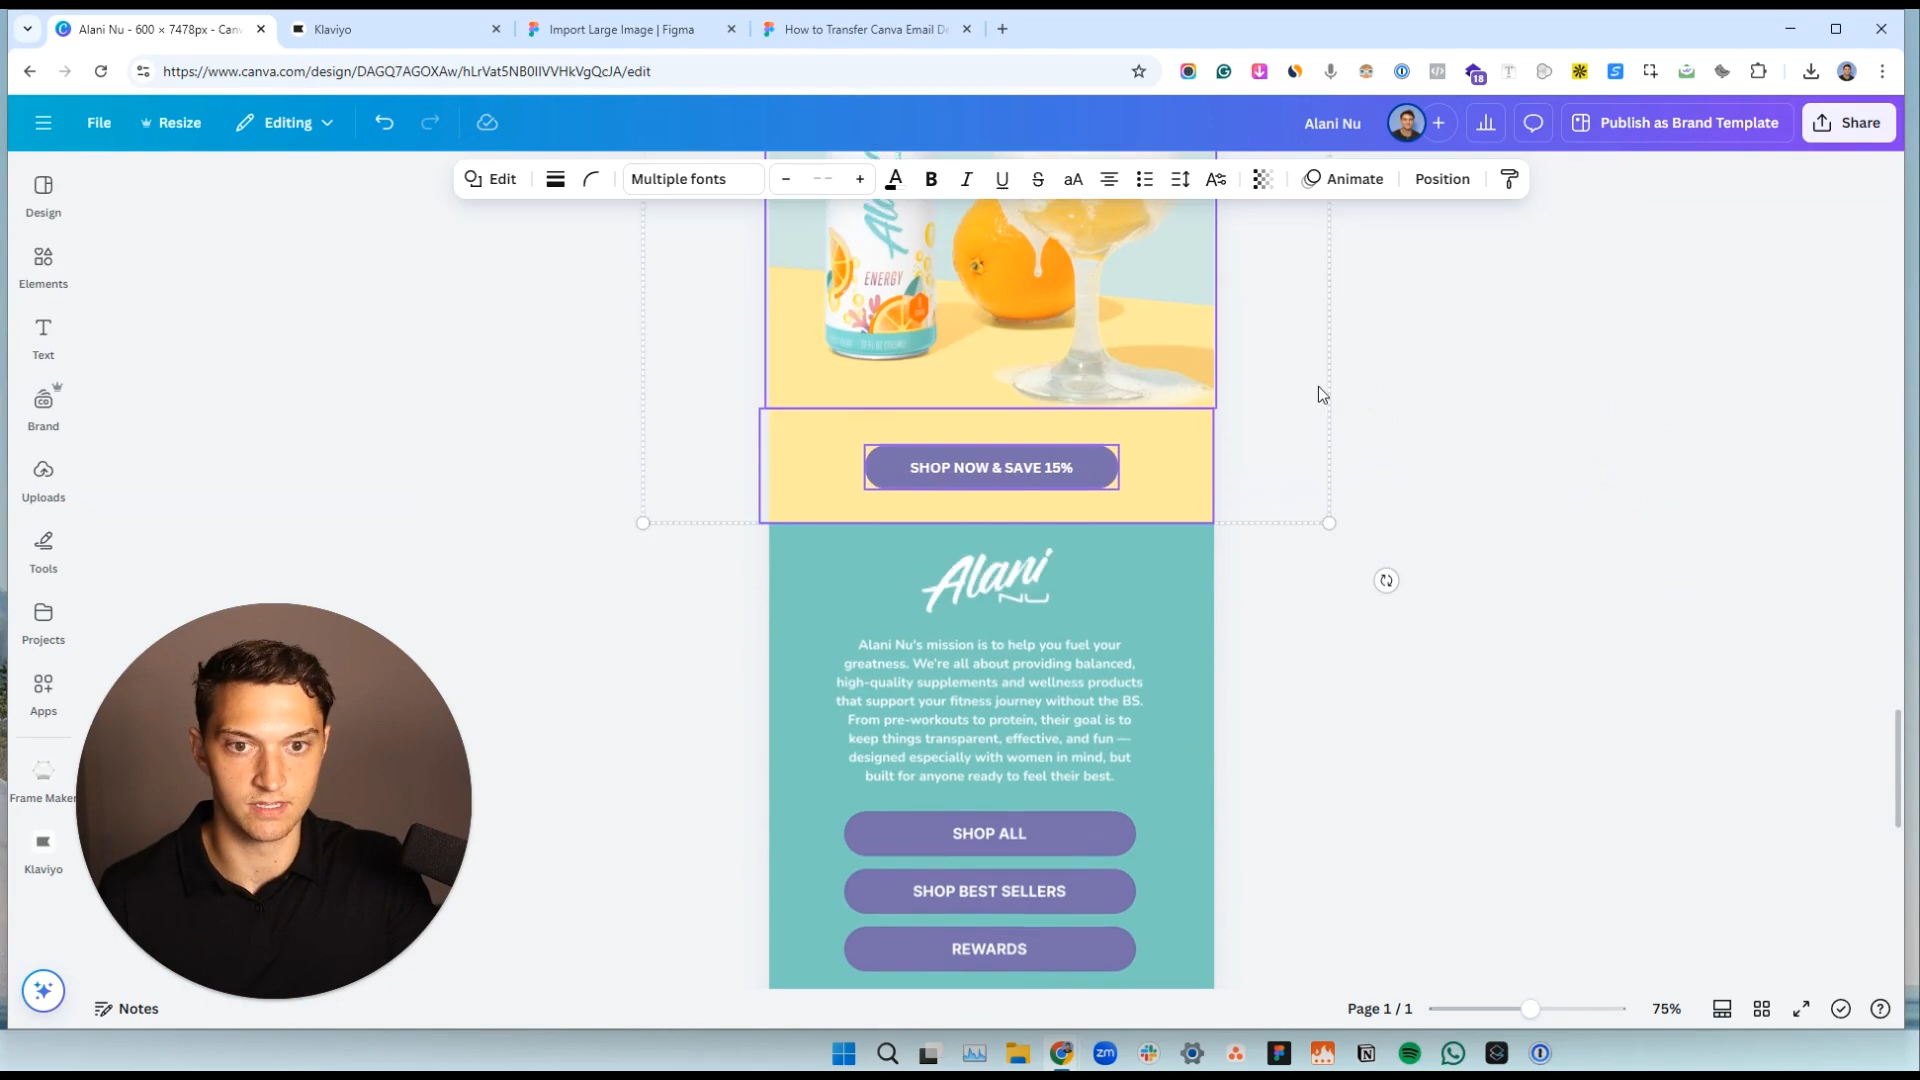 Alani Nu - 600 × 7478px - Canv
Klaviyo
Import Large Image | Figma
How to Transfer Canva Email De
https://www.canva.com/design/DAGQ7AGOXAw/hLrVat5NB0IIVVHkVgQcJA/edit
18
File
Resize
Editing
Alani Nu
Publish as Brand Template
Share
Edit
Multiple fonts
- -
A
B
I
U
S
aA
Animate
Position
Design
Elements
Text
Brand
Uploads
Tools
Projects
Apps
Frame Maker
Klaviyo
Alani
ENERGY
SHOP NOW & SAVE 15%
Alani
NU
Alani Nu's mission is to help you fuel your
greatness. We're all about providing balanced,
high-quality supplements and wellness products
that support your fitness journey without the BS.
From pre-workouts to protein, their goal is to
keep things transparent, effective, and fun —
designed especially with women in mind, but
built for anyone ready to feel their best.
SHOP ALL
SHOP BEST SELLERS
REWARDS
Notes
Page 1 / 1
75%
zm